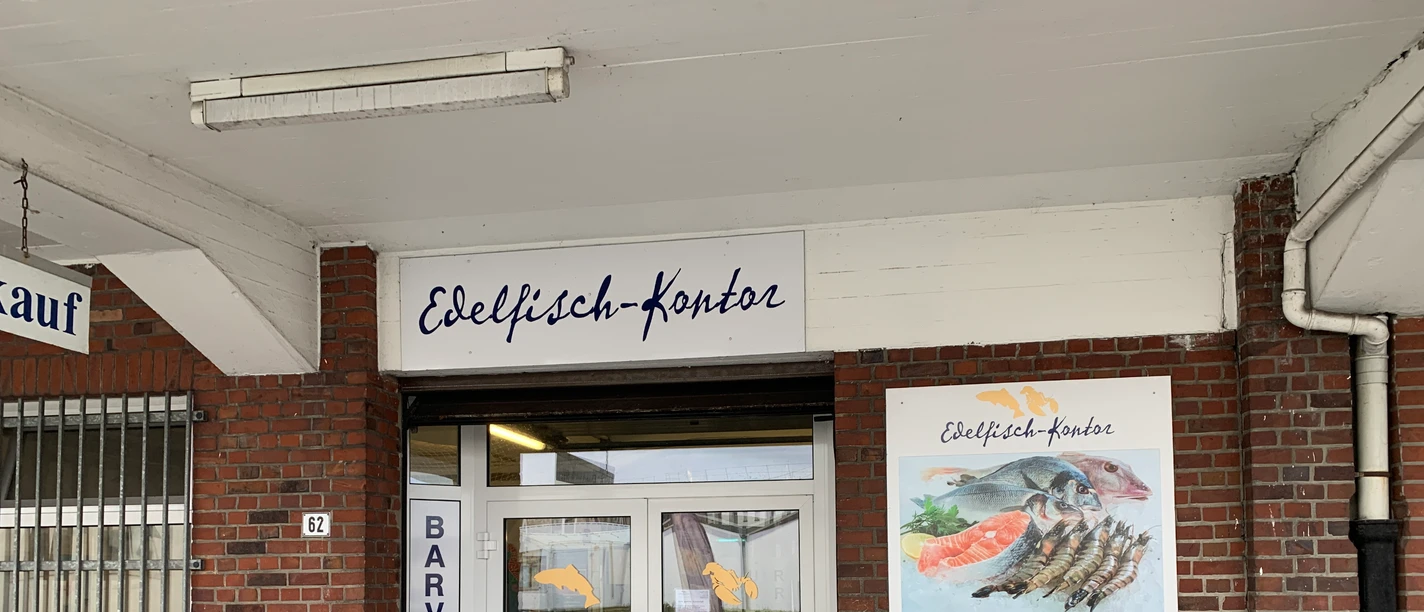 kauf
Edelfisch-Kontor
Edelfisch-Kontor
62
B
A
R
V